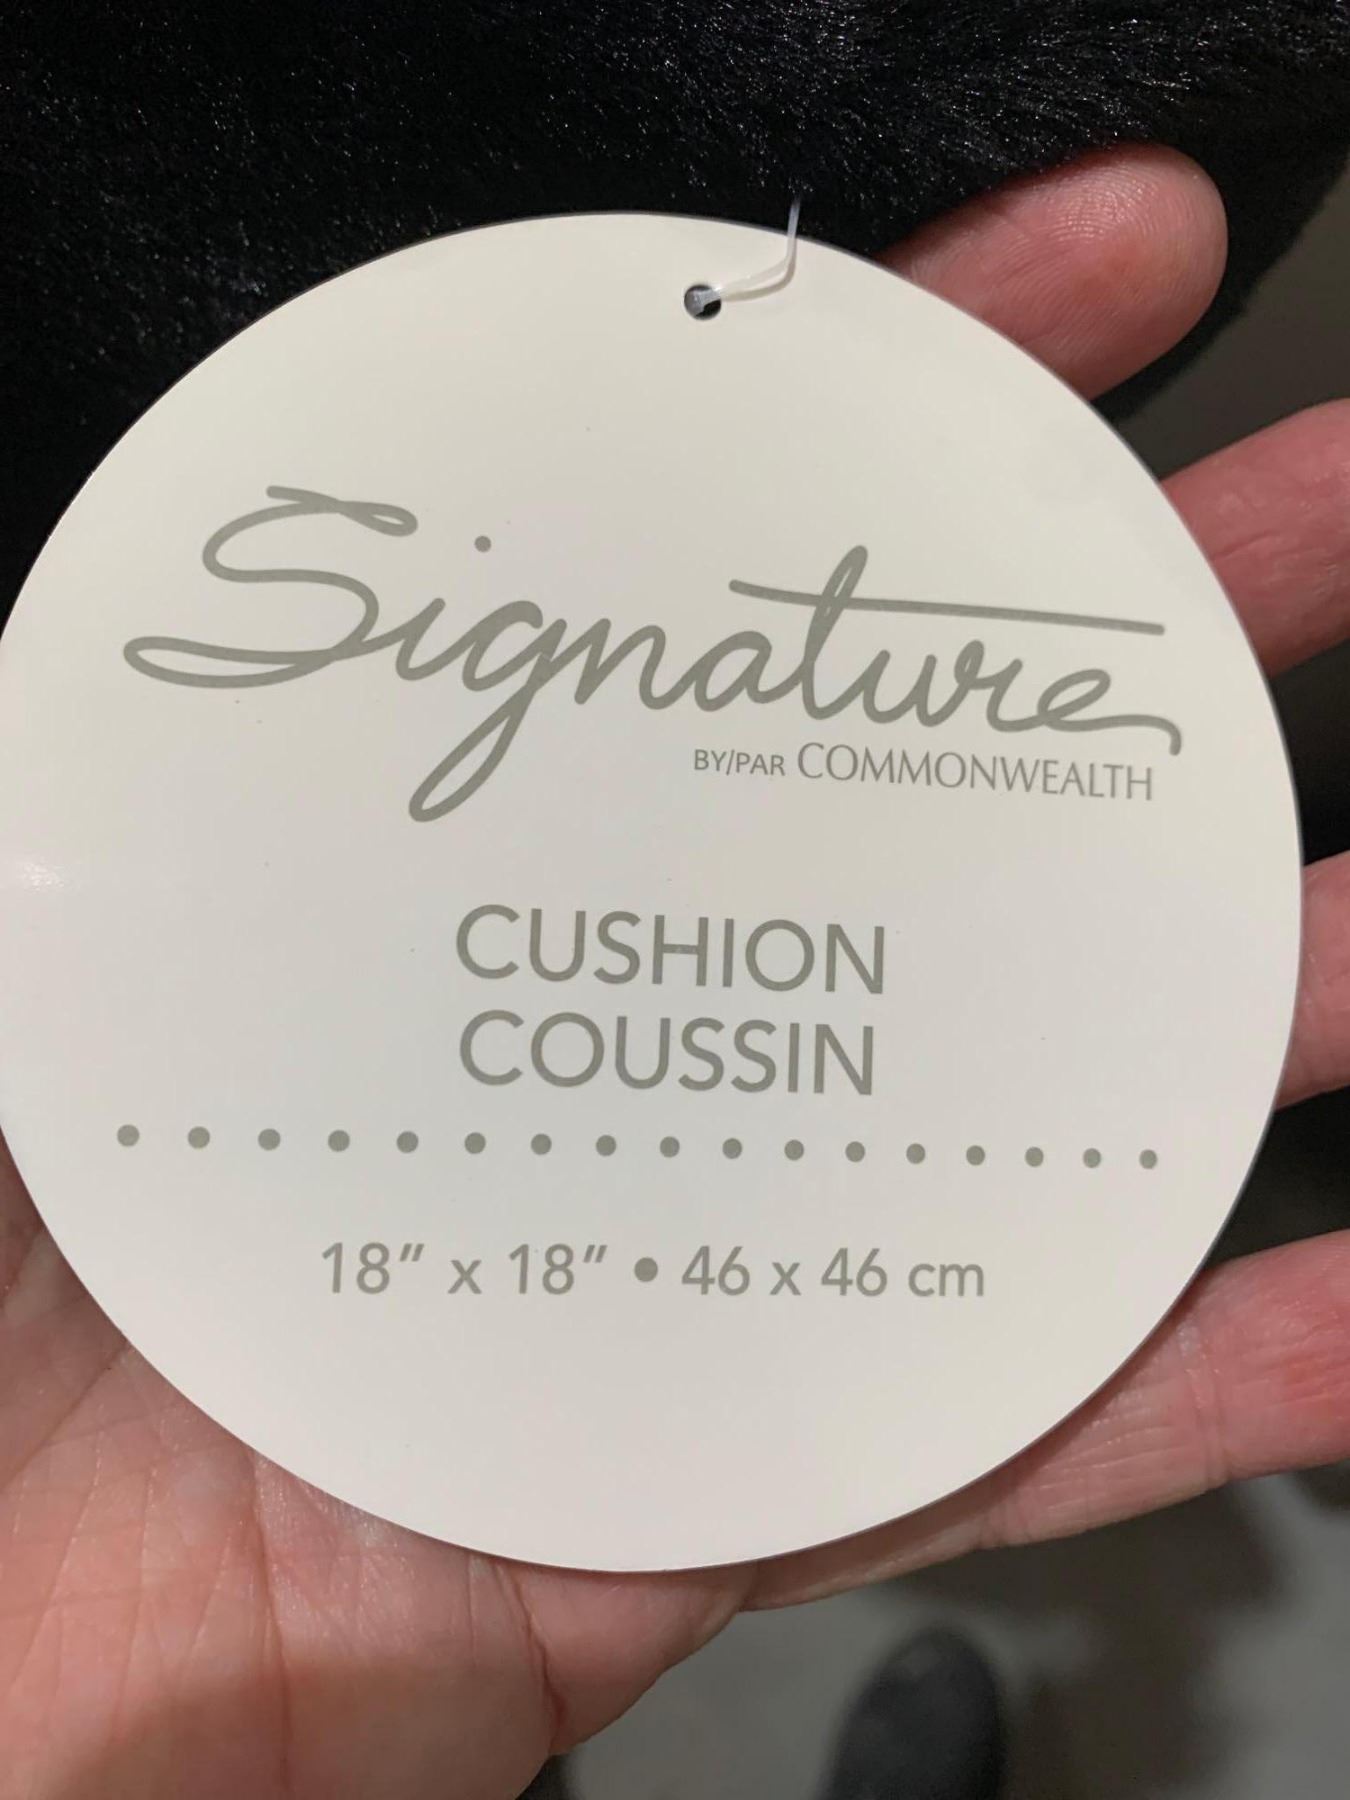 Signature
BY/PAR COMMONWEALTH
CUSHION
COUSSIN
18" x 18" • 46 x 46 cm